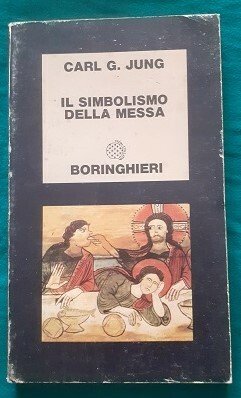 CARL G. JUNG
IL SIMBOLISMO
DELLA MESSA
BORINGHIERI